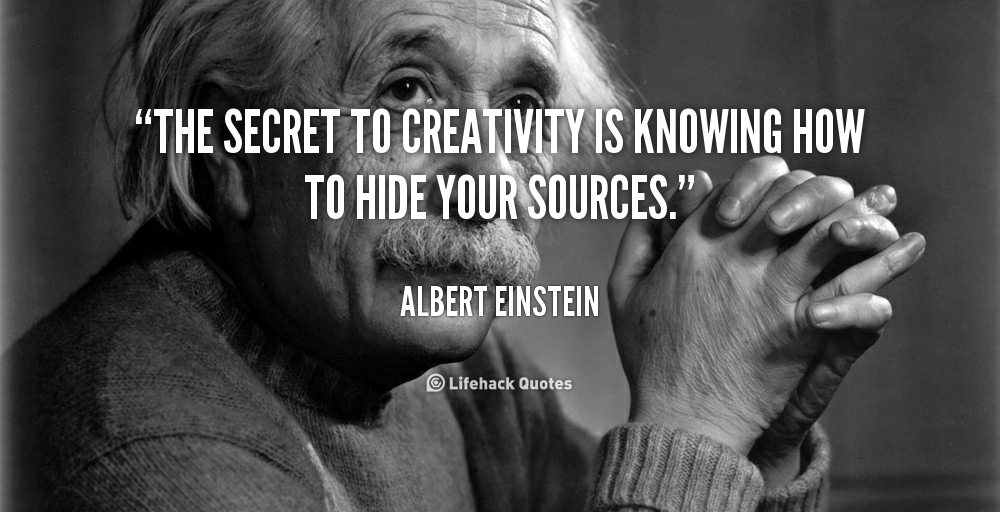 “THE SECRET TO CREATIVITY IS KNOWING HOW
TO HIDE YOUR SOURCES.”
ALBERT EINSTEIN
Lifehack Quotes